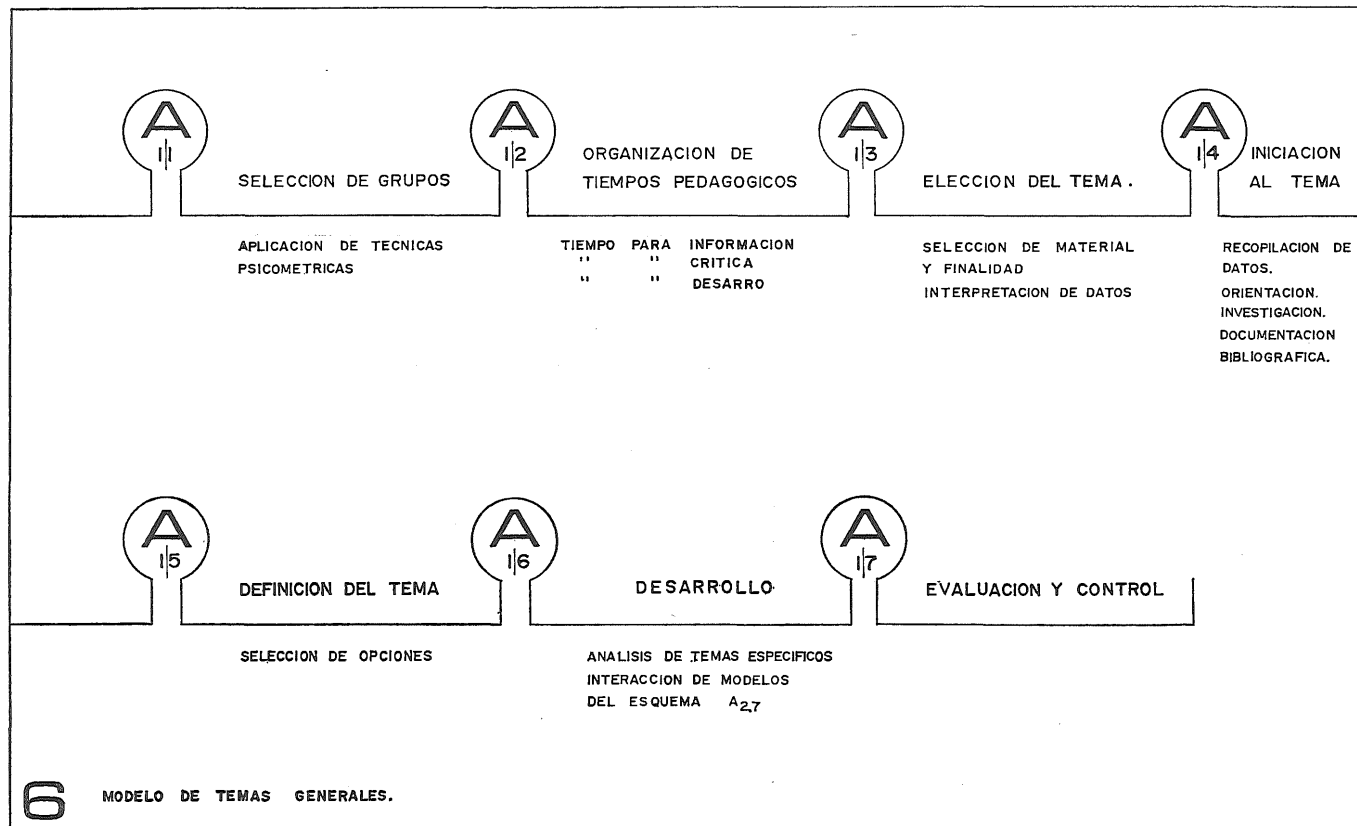 A
1|1
SELECCION DE GRUPOS
APLICACION DE TECNICAS
PSICOMETRICAS
A
1|2
ORGANIZACION DE
TIEMPOS PEDAGOGICOS
TIEMPO PARA INFORMACION
" " CRITICA
" " DESARRO
A
1|3
ELECCION DEL TEMA.
SELECCION DE MATERIAL
Y FINALIDAD
INTERPRETACION DE DATOS
A
1|4
INICIACION
AL TEMA
RECOPILACION DE
DATOS.
ORIENTACION.
INVESTIGACION.
DOCUMENTACION
BIBLIOGRAFICA.
A
1|5
DEFINICION DEL TEMA
SELECCION DE OPCIONES
A
1|6
DESARROLLO
ANALISIS DE TEMAS ESPECIFICOS
INTERACCION DE MODELOS
DEL ESQUEMA A2,7
A
1|7
EVALUACION Y CONTROL
6 MODELO DE TEMAS GENERALES.